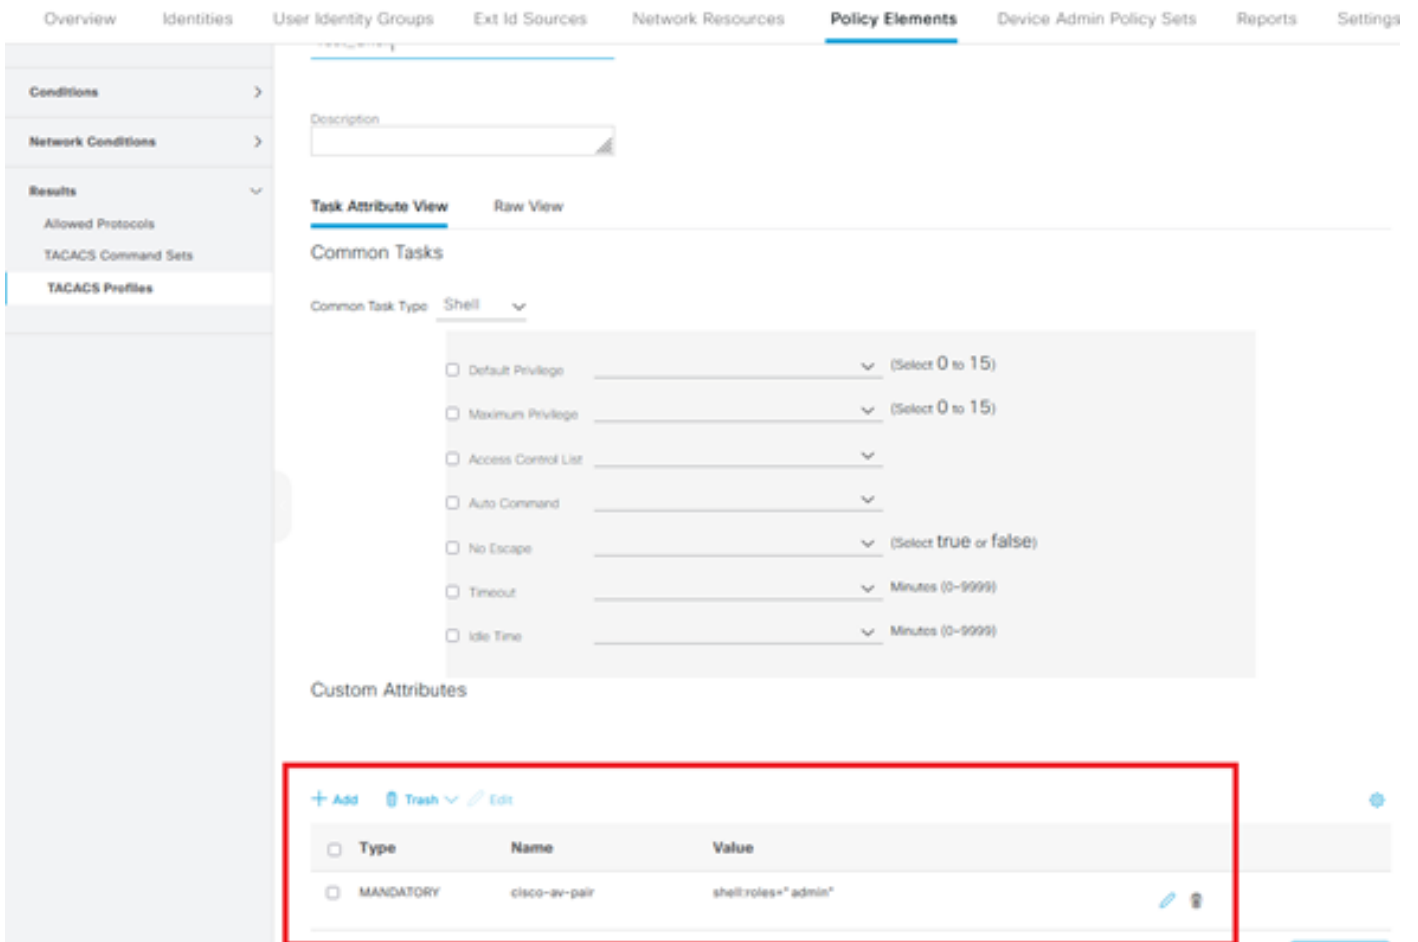 Overview Identities User Identity Groups Ext Id Sources Network Resources Policy Elements Device Admin Policy Sets Reports Settings
Conditions
Network Conditions
Results
Allowed Protocols
TACACS Command Sets
TACACS Profiles
Description
Task Attribute View Raw View
Common Tasks
Common Task Type Shell
Default Privilege (Select 0 to 15)
Maximum Privilege (Select 0 to 15)
Access Control List
Auto Command
No Escape (Select true or false)
Timeout Minutes (0-9999)
Idle Time Minutes (0-9999)
Custom Attributes
+ Add Trash Edit
Type Name Value
MANDATORY cisco-av-pair shell:roles="admin"